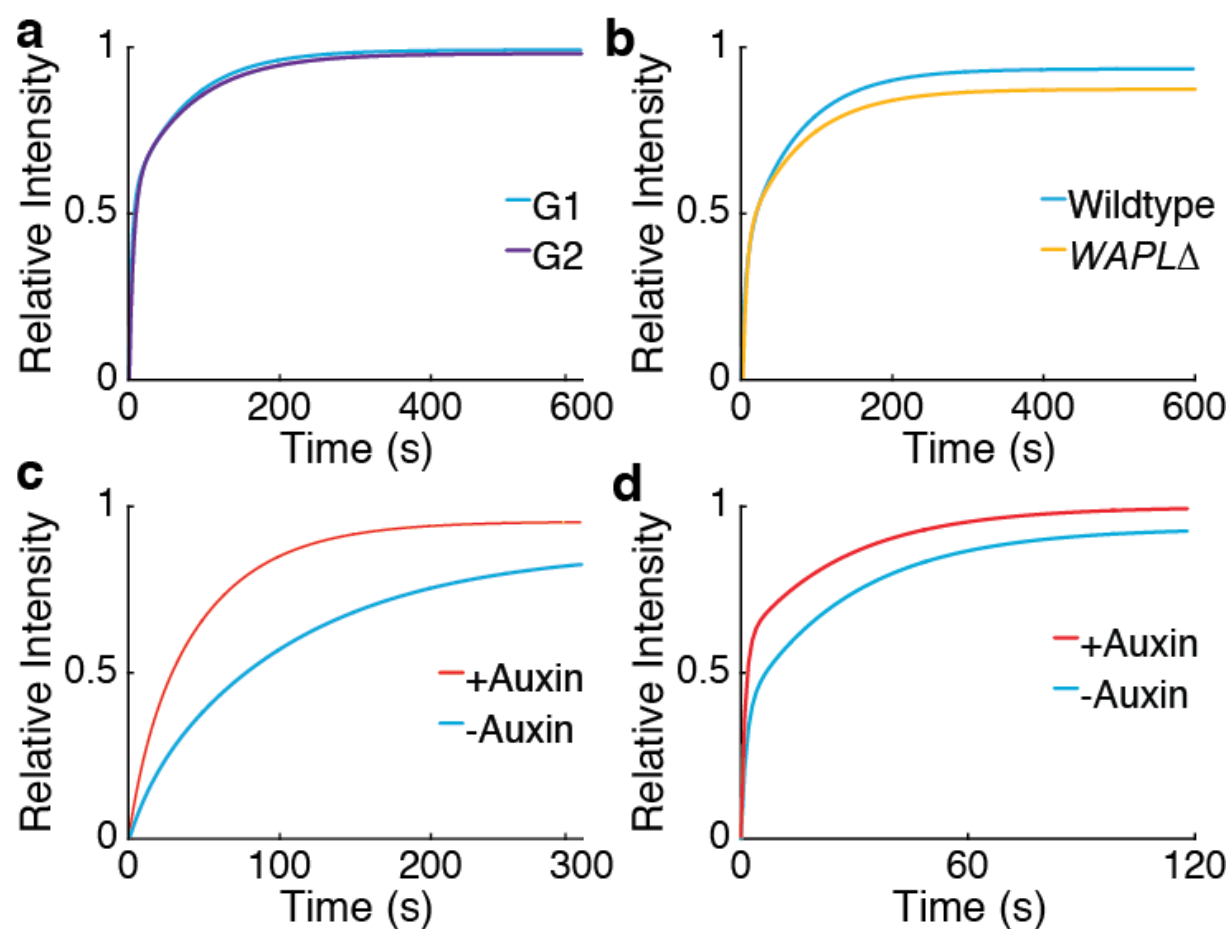 a
Relative Intensity
1
0.5
0
G1
G2
0 200 400 600
Time (s)
b
Relative Intensity
1
0.5
0
Wildtype
WAPLΔ
0 200 400 600
Time (s)
c
Relative Intensity
1
0.5
0
+Auxin
-Auxin
0 100 200 300
Time (s)
d
Relative Intensity
1
0.5
0
+Auxin
-Auxin
0 60 120
Time (s)